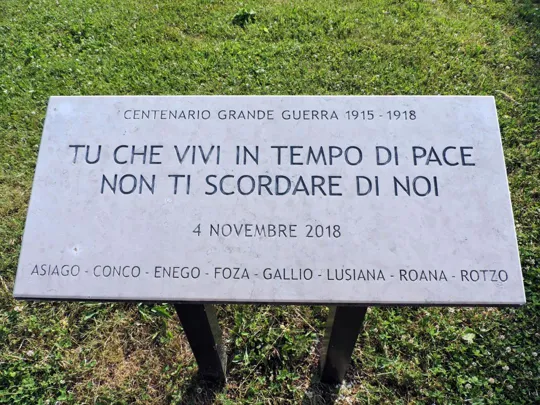 CENTENARIO GRANDE GUERRA 1915 - 1918
TU CHE VIVI IN TEMPO DI PACE
NON TI SCORDARE DI NOI
4 NOVEMBRE 2018
ASIAGO - CONCO - ENEGO - FOZA - GALLIO - LUSIANA - ROANA - ROTZO